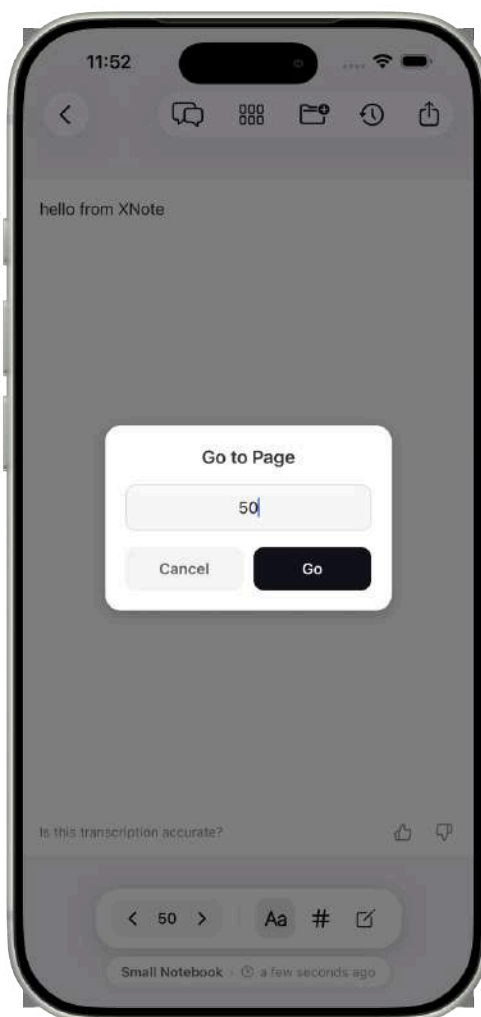 11:52
hello from XNote
Go to Page
50
Cancel
Go
Is this transcription accurate?
50
Aa #
Small Notebook · a few seconds ago